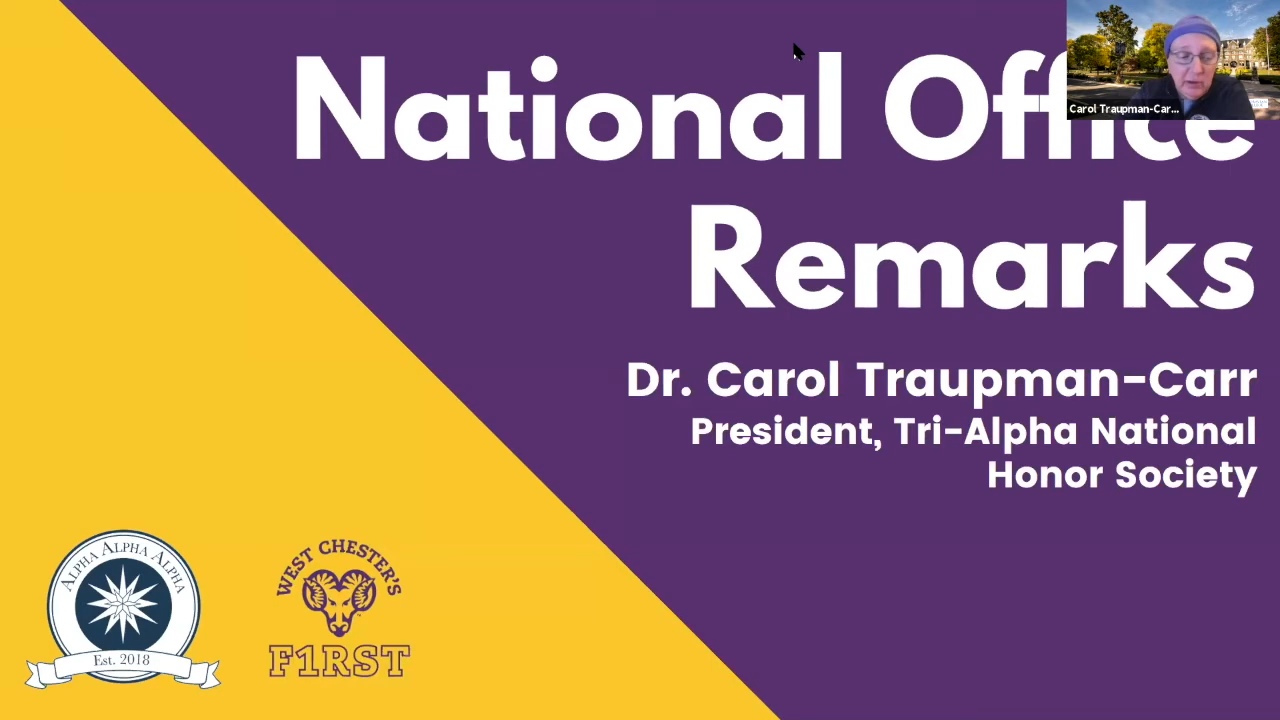 National Office
Remarks
Carol Traupman-Car...
Dr. Carol Traupman-Carr
President, Tri-Alpha National
Honor Society
ALPHA ALPHA ALPHA
Est. 2018
WEST CHESTER'S
F1RST